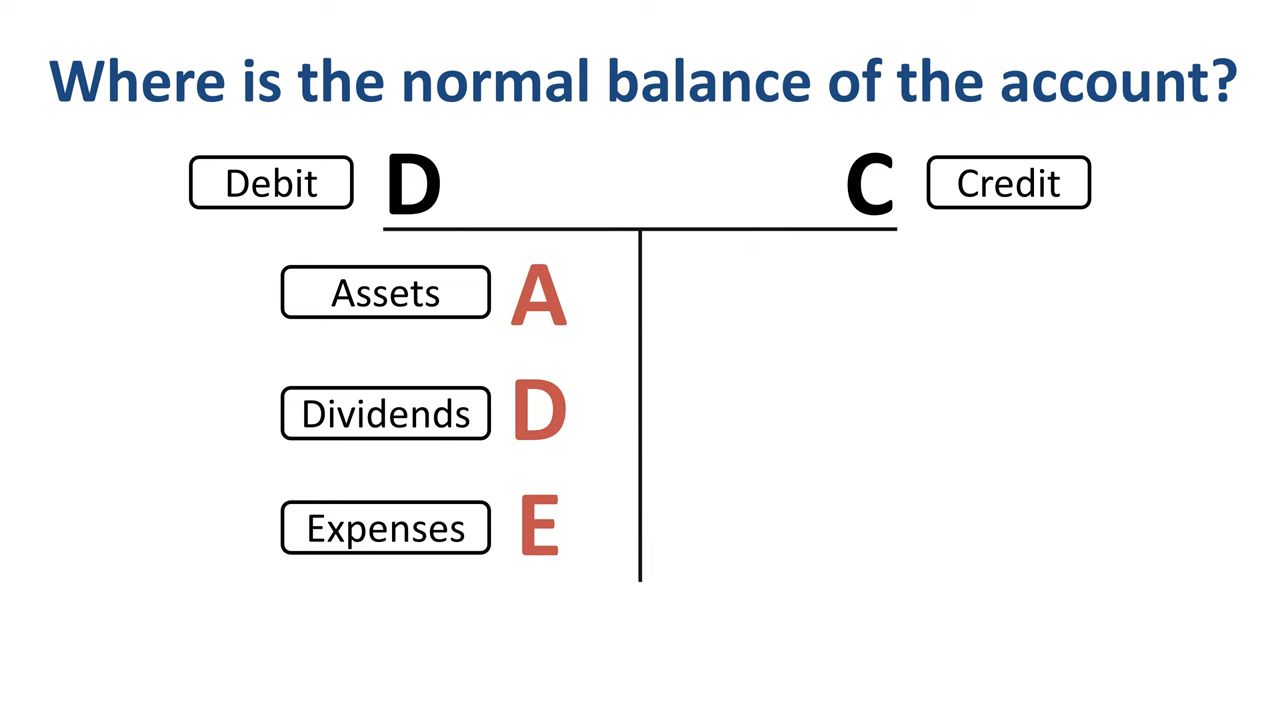 Where is the normal balance of the account?
Debit D C Credit
Assets A
Dividends D
Expenses E